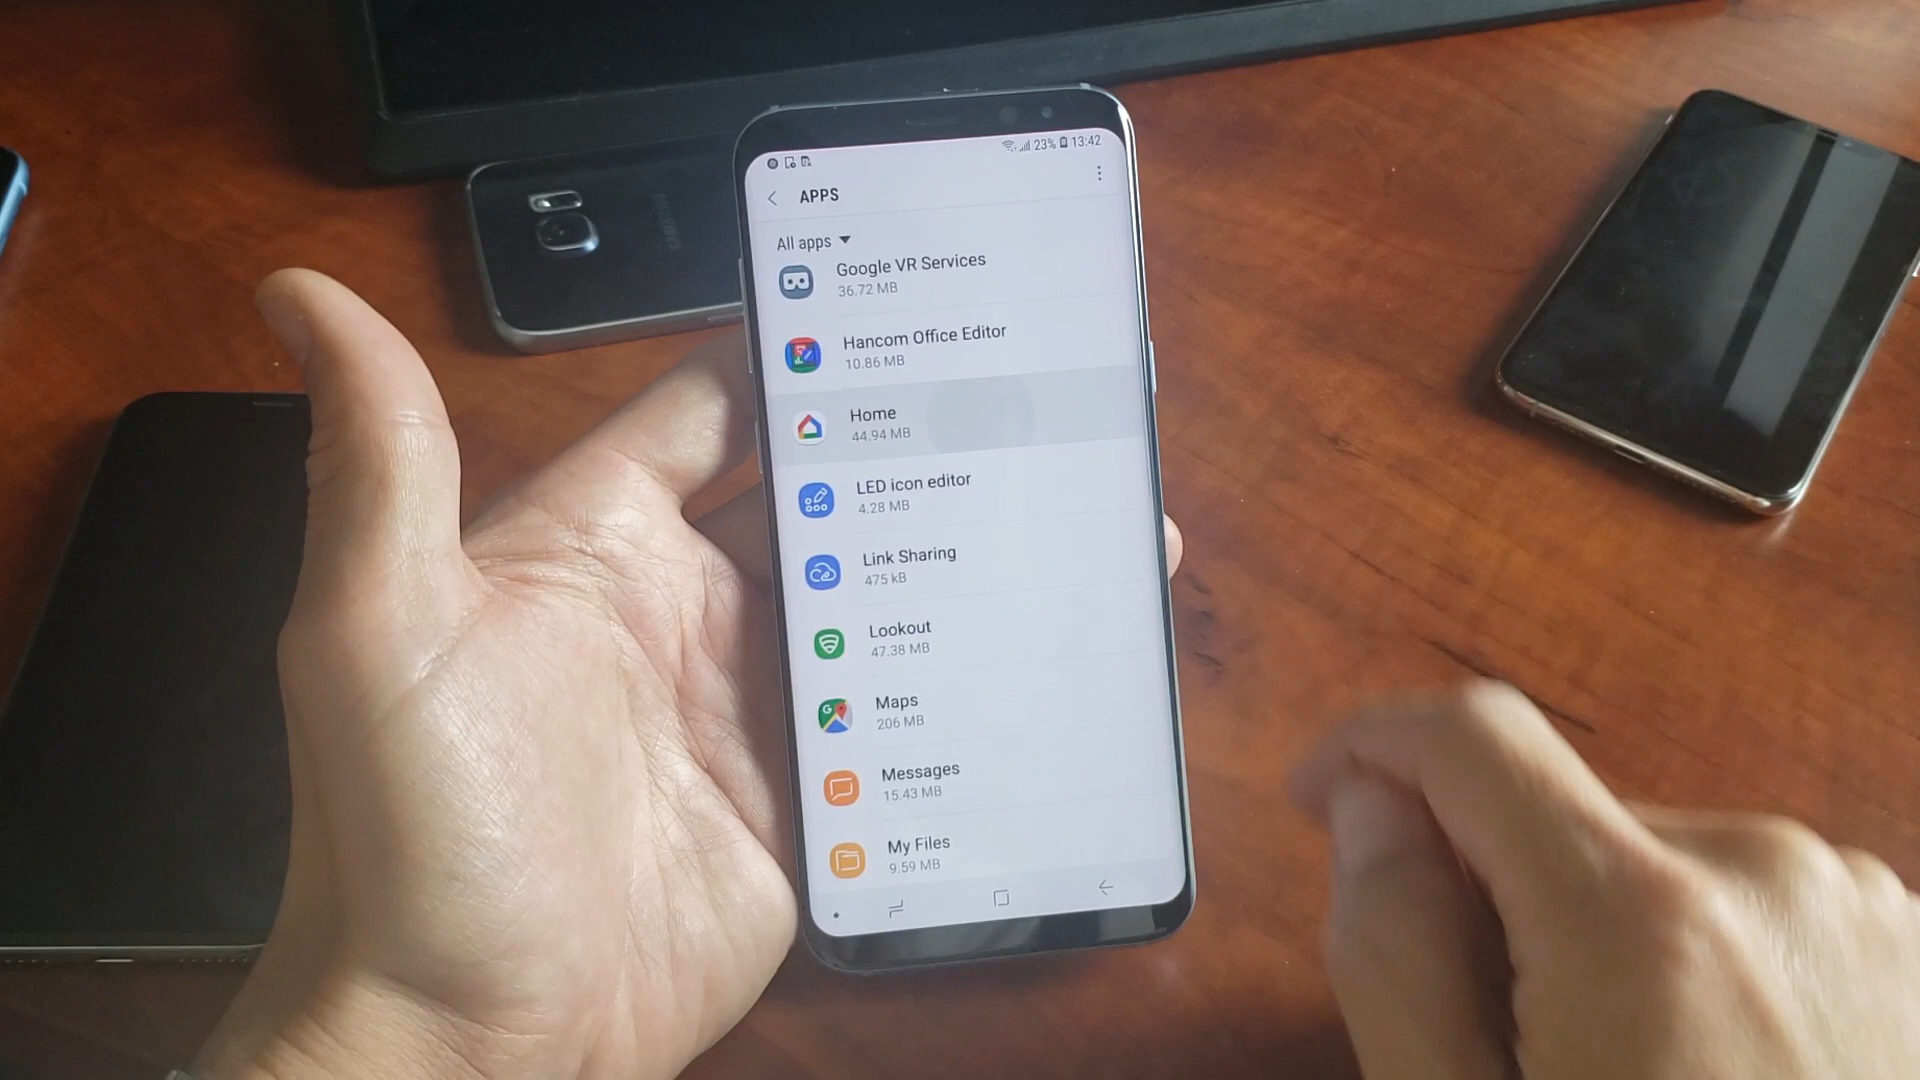 23% 13:42
APPS
All apps
Google VR Services
36.72 MB
Hancom Office Editor
10.86 MB
Home
44.94 MB
LED icon editor
4.28 MB
Link Sharing
475 kB
Lookout
47.38 MB
Maps
206 MB
Messages
15.43 MB
My Files
9.59 MB
SAMSUNG